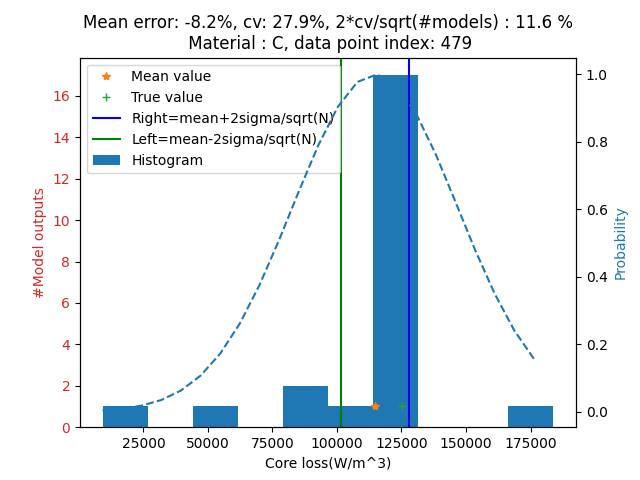 Mean error: -8.2%, cv: 27.9%, 2*cv/sqrt(#models) : 11.6 %
Material : C, data point index: 479
Mean value
True value
Right=mean+2sigma/sqrt(N)
Left=mean-2sigma/sqrt(N)
Histogram
#Model outputs
16
14
12
10
8
6
4
2
0
1.0
0.8
0.6
0.4
0.2
0.0
Probability
25000 50000 75000 100000 125000 150000 175000
Core loss(W/m^3)